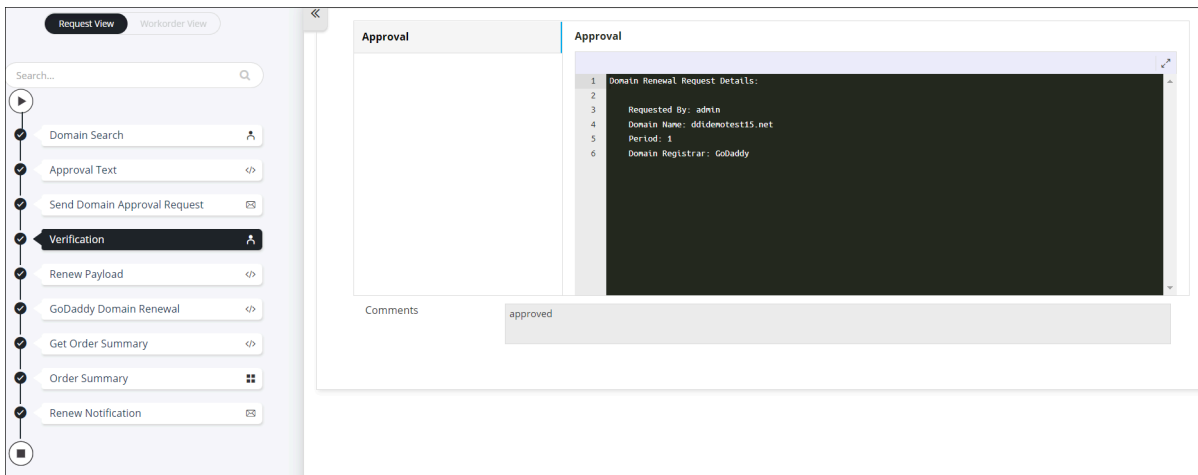 Request View
Workorder View
Search...
Domain Search
Approval Text
Send Domain Approval Request
Verification
Renew Payload
GoDaddy Domain Renewal
Get Order Summary
Order Summary
Renew Notification
Approval
Approval
1 Domain Renewal Request Details:
2
3 Requested By: admin
4 Domain Name: ddidemotest15.net
5 Period: 1
6 Domain Registrar: GoDaddy
Comments
approved